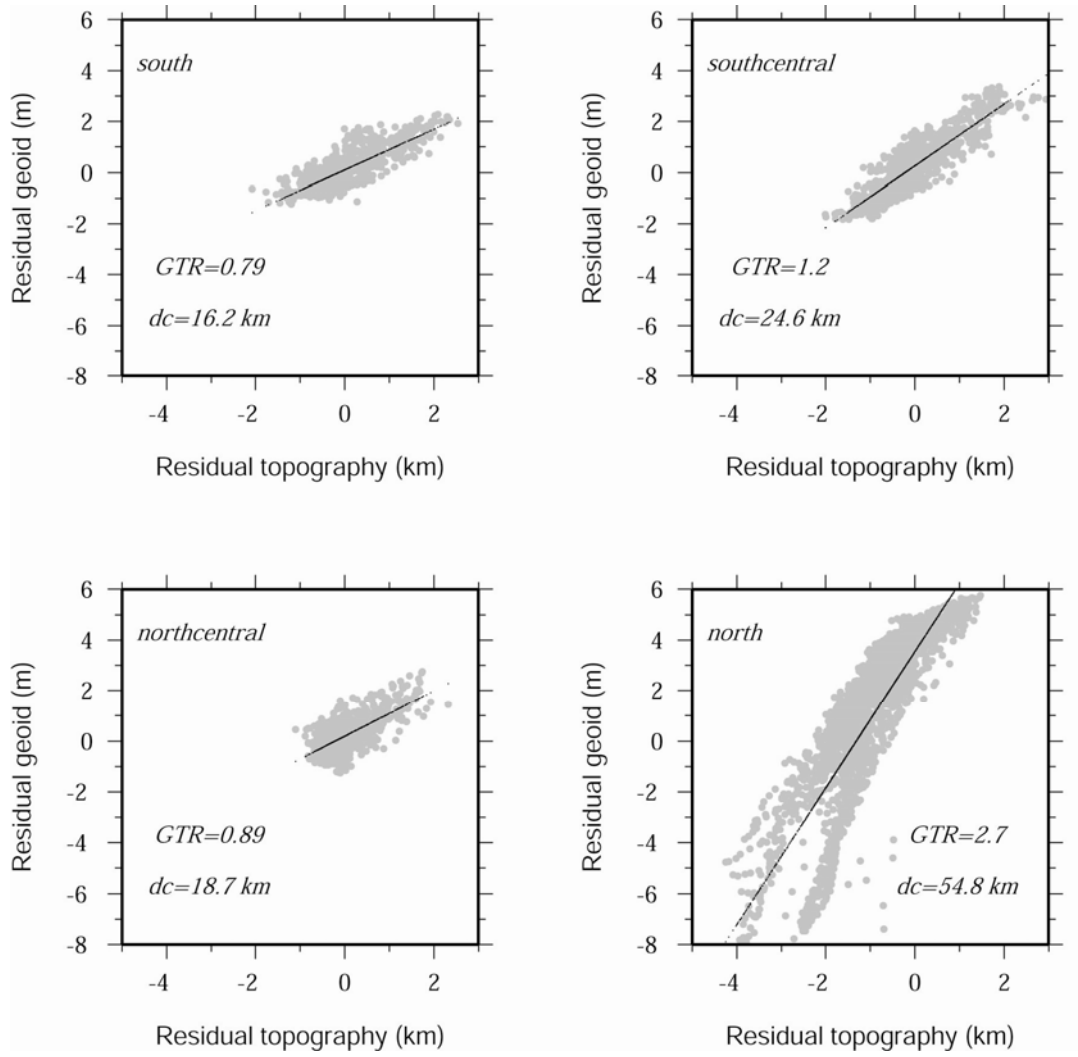 6
4
2
0
-2
-4
-6
-8
Residual geoid (m)
south
GTR=0.79
dc=16.2 km
-4 -2 0 2
Residual topography (km)
6
4
2
0
-2
-4
-6
-8
Residual geoid (m)
southcentral
GTR=1.2
dc=24.6 km
-4 -2 0 2
Residual topography (km)
6
4
2
0
-2
-4
-6
-8
Residual geoid (m)
northcentral
GTR=0.89
dc=18.7 km
-4 -2 0 2
Residual topography (km)
6
4
2
0
-2
-4
-6
-8
Residual geoid (m)
north
GTR=2.7
dc=54.8 km
-4 -2 0 2
Residual topography (km)